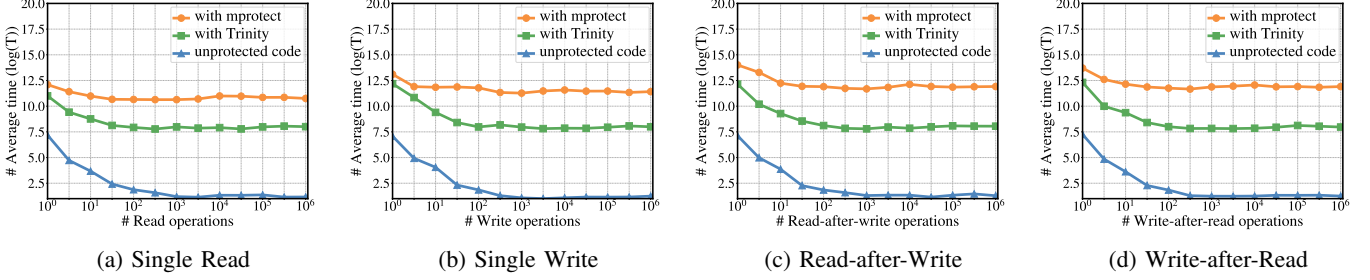 20.0
17.5
15.0
12.5
10.0
7.5
5.0
2.5
# Average time (log(T))
with mprotect
with Trinity
unprotected code
10^0 10^1 10^2 10^3 10^4 10^5 10^6
# Read operations
(a) Single Read
20.0
17.5
15.0
12.5
10.0
7.5
5.0
2.5
# Average time (log(T))
with mprotect
with Trinity
unprotected code
10^0 10^1 10^2 10^3 10^4 10^5 10^6
# Write operations
(b) Single Write
20.0
17.5
15.0
12.5
10.0
7.5
5.0
2.5
# Average time (log(T))
with mprotect
with Trinity
unprotected code
10^0 10^1 10^2 10^3 10^4 10^5 10^6
# Read-after-write operations
(c) Read-after-Write
20.0
17.5
15.0
12.5
10.0
7.5
5.0
2.5
# Average time (log(T))
with mprotect
with Trinity
unprotected code
10^0 10^1 10^2 10^3 10^4 10^5 10^6
# Write-after-read operations
(d) Write-after-Read